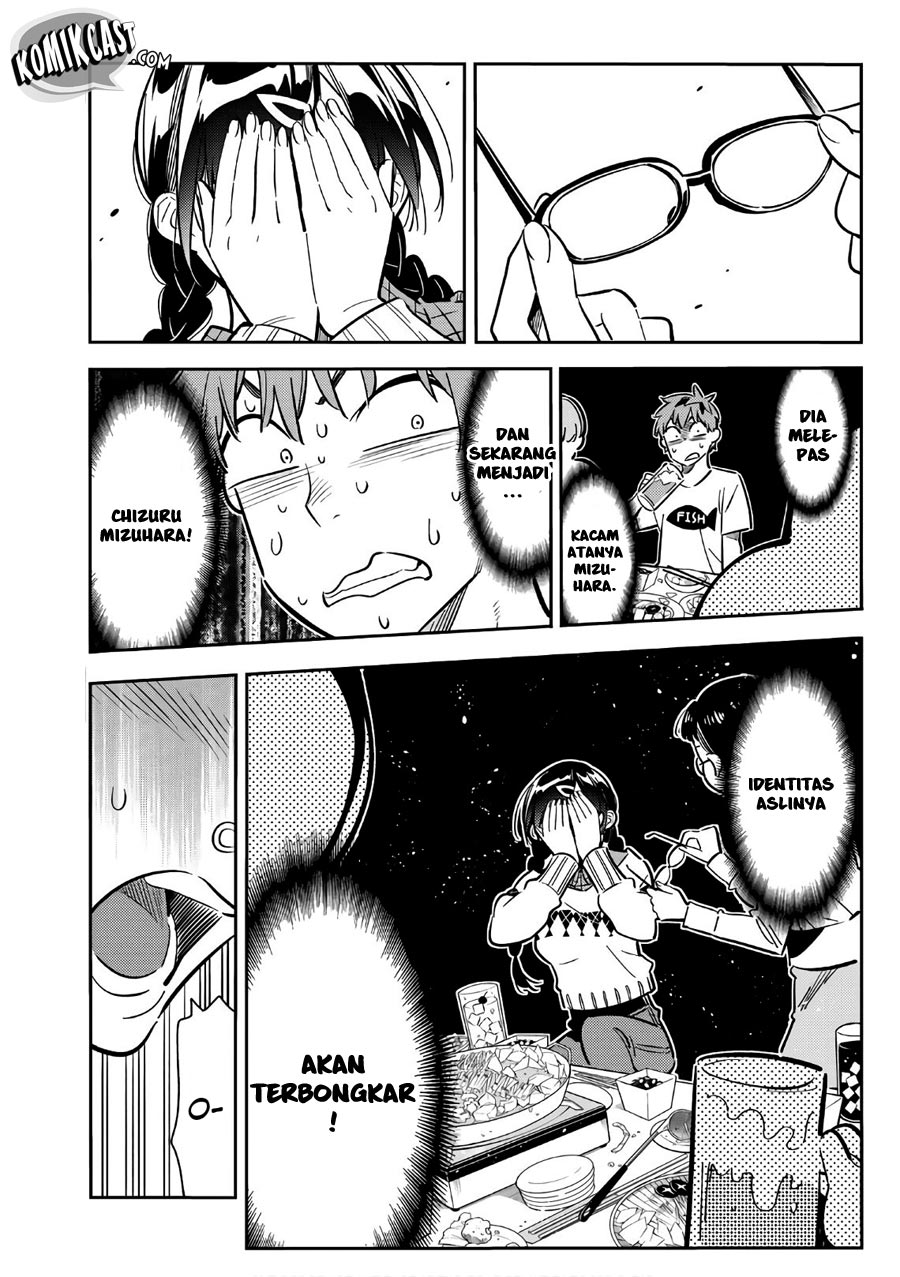 KOMIKCAST
.COM
DIA
MELE-
PAS
KACAM
ATANYA
MIZU-
HARA.
FISH
DAN
SEKARANG
MENJADI
...
CHIZURU
MIZUHARA!
IDENTITAS
ASLINYA
AKAN
TERBONGKAR
!
O-